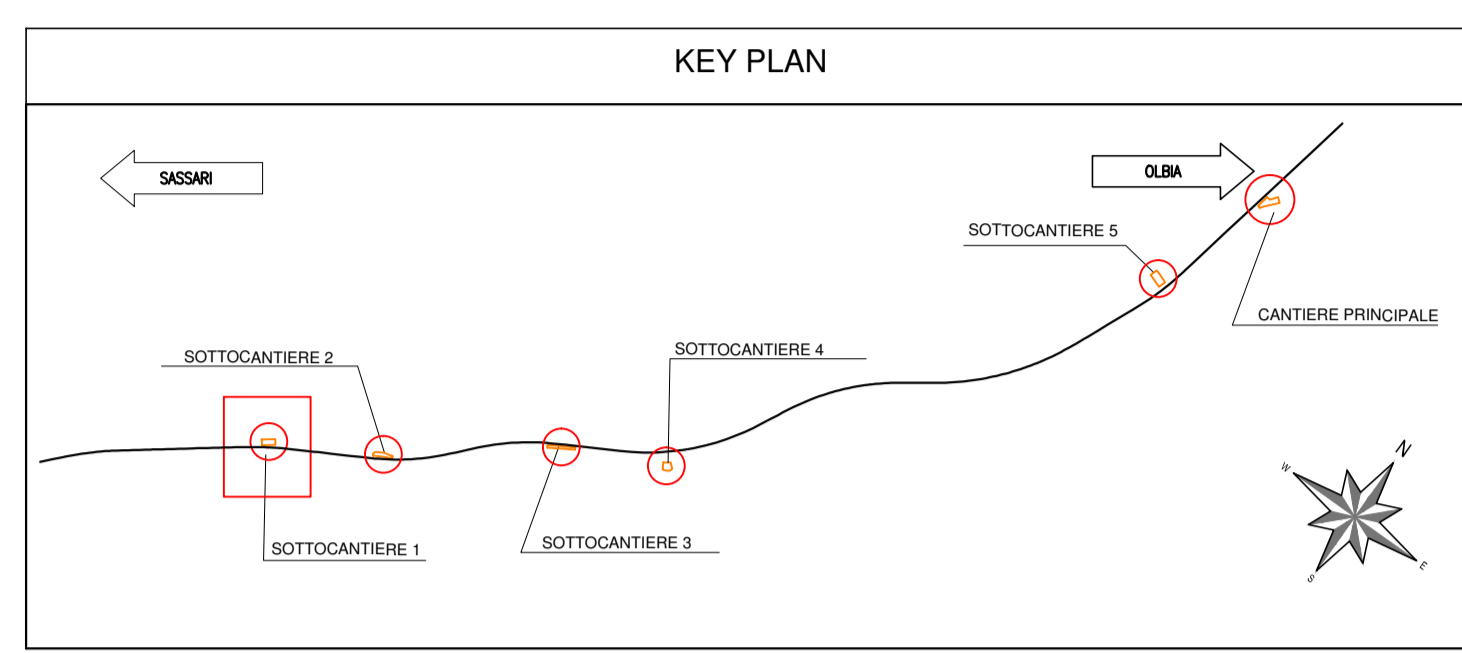 KEY PLAN
SASSARI
OLBIA
SOTTOCANTIERE 5
CANTIERE PRINCIPALE
SOTTOCANTIERE 2
SOTTOCANTIERE 4
SOTTOCANTIERE 1
SOTTOCANTIERE 3
N
W
E
S